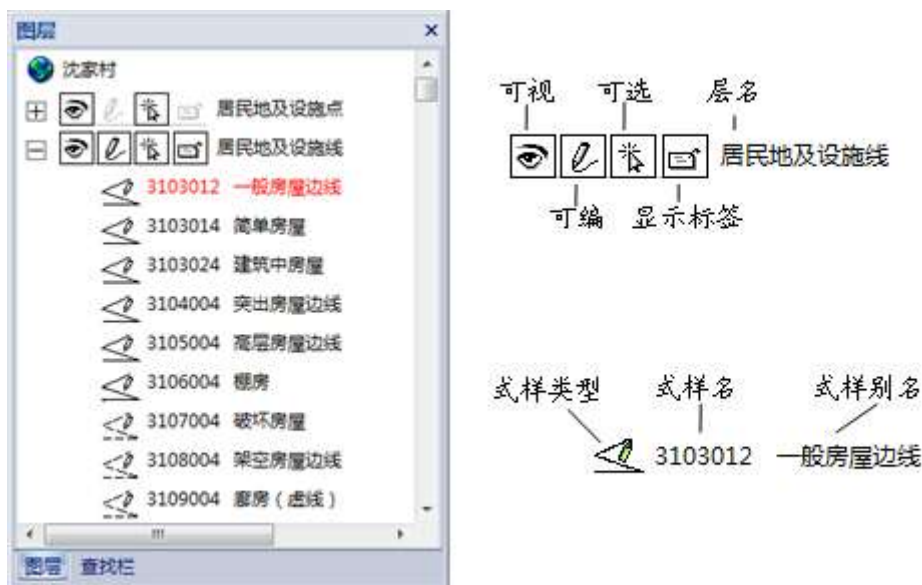 图层
沈家村
居民地及设施点
居民地及设施线
3103012 一般房屋边线
3103014 简单房屋
3103024 建筑中房屋
3104004 突出房屋边线
3105004 高层房屋边线
3106004 棚房
3107004 破坏房屋
3108004 架空房屋边线
3109004 廊房（虚线）
图层 查找栏
可视 可选 层名
居民地及设施线
可编 显示标签
式样类型 式样名 式样别名
3103012 一般房屋边线